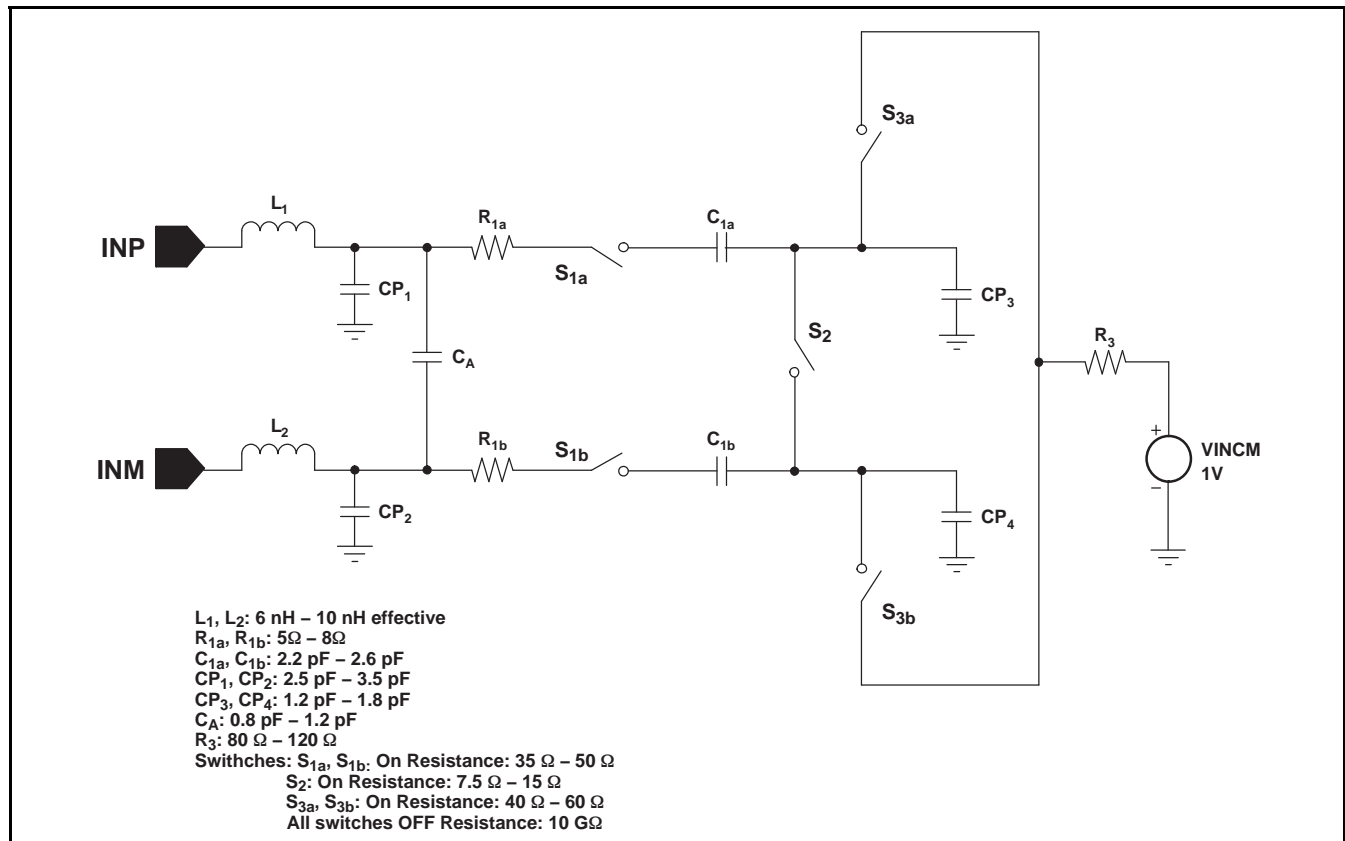 S3a
L1
R1a
C1a
INP
S1a
CP1
CP3
S2
R3
CA
L2
R1b
C1b
S1b
INM
+
VINCM
1V
−
CP2
CP4
S3b
L1, L2: 6 nH – 10 nH effective
R1a, R1b: 5Ω – 8Ω
C1a, C1b: 2.2 pF – 2.6 pF
CP1, CP2: 2.5 pF – 3.5 pF
CP3, CP4: 1.2 pF – 1.8 pF
CA: 0.8 pF – 1.2 pF
R3: 80 Ω – 120 Ω
Swithches: S1a, S1b: On Resistance: 35 Ω – 50 Ω
S2: On Resistance: 7.5 Ω – 15 Ω
S3a, S3b: On Resistance: 40 Ω – 60 Ω
All switches OFF Resistance: 10 GΩ